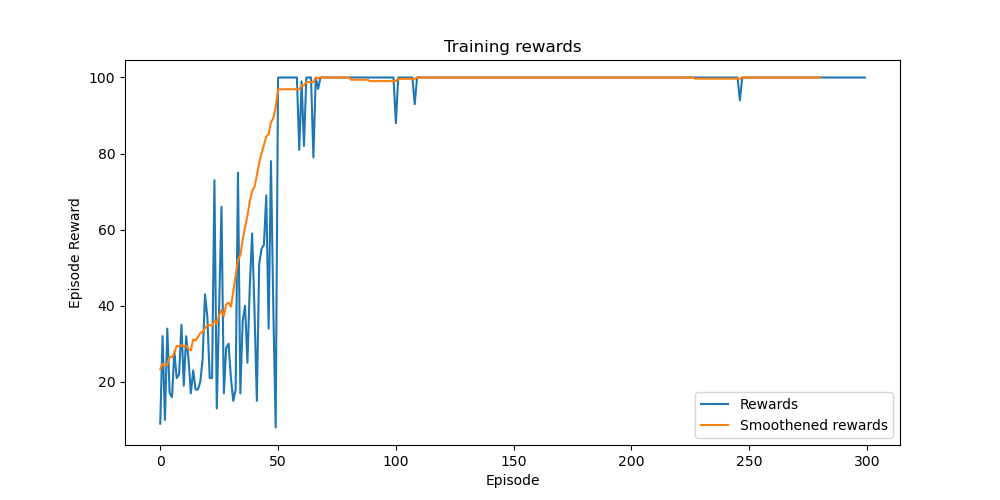 Training rewards
Episode Reward
100
80
60
40
20
0
50
100
150
200
250
300
Episode
Rewards
Smoothened rewards